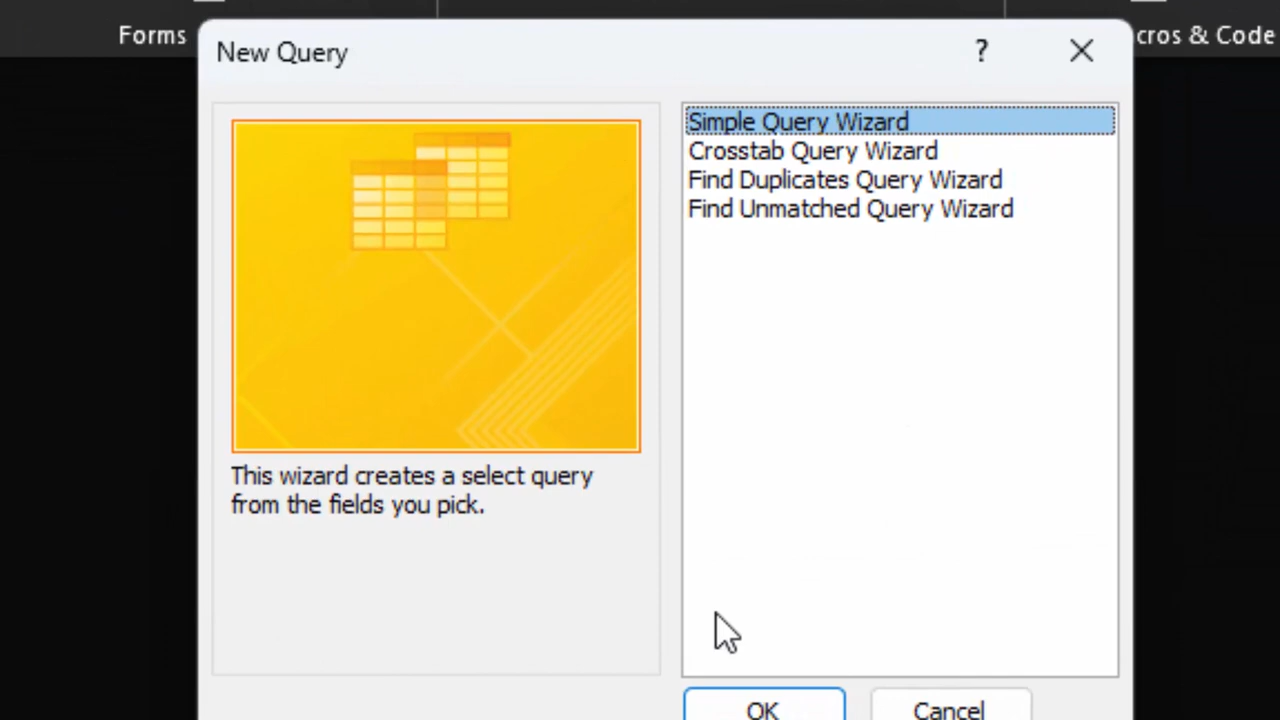 Forms
cros & Code
New Query
?
Simple Query Wizard
Crosstab Query Wizard
Find Duplicates Query Wizard
Find Unmatched Query Wizard
This wizard creates a select query
from the fields you pick.
OK
Cancel